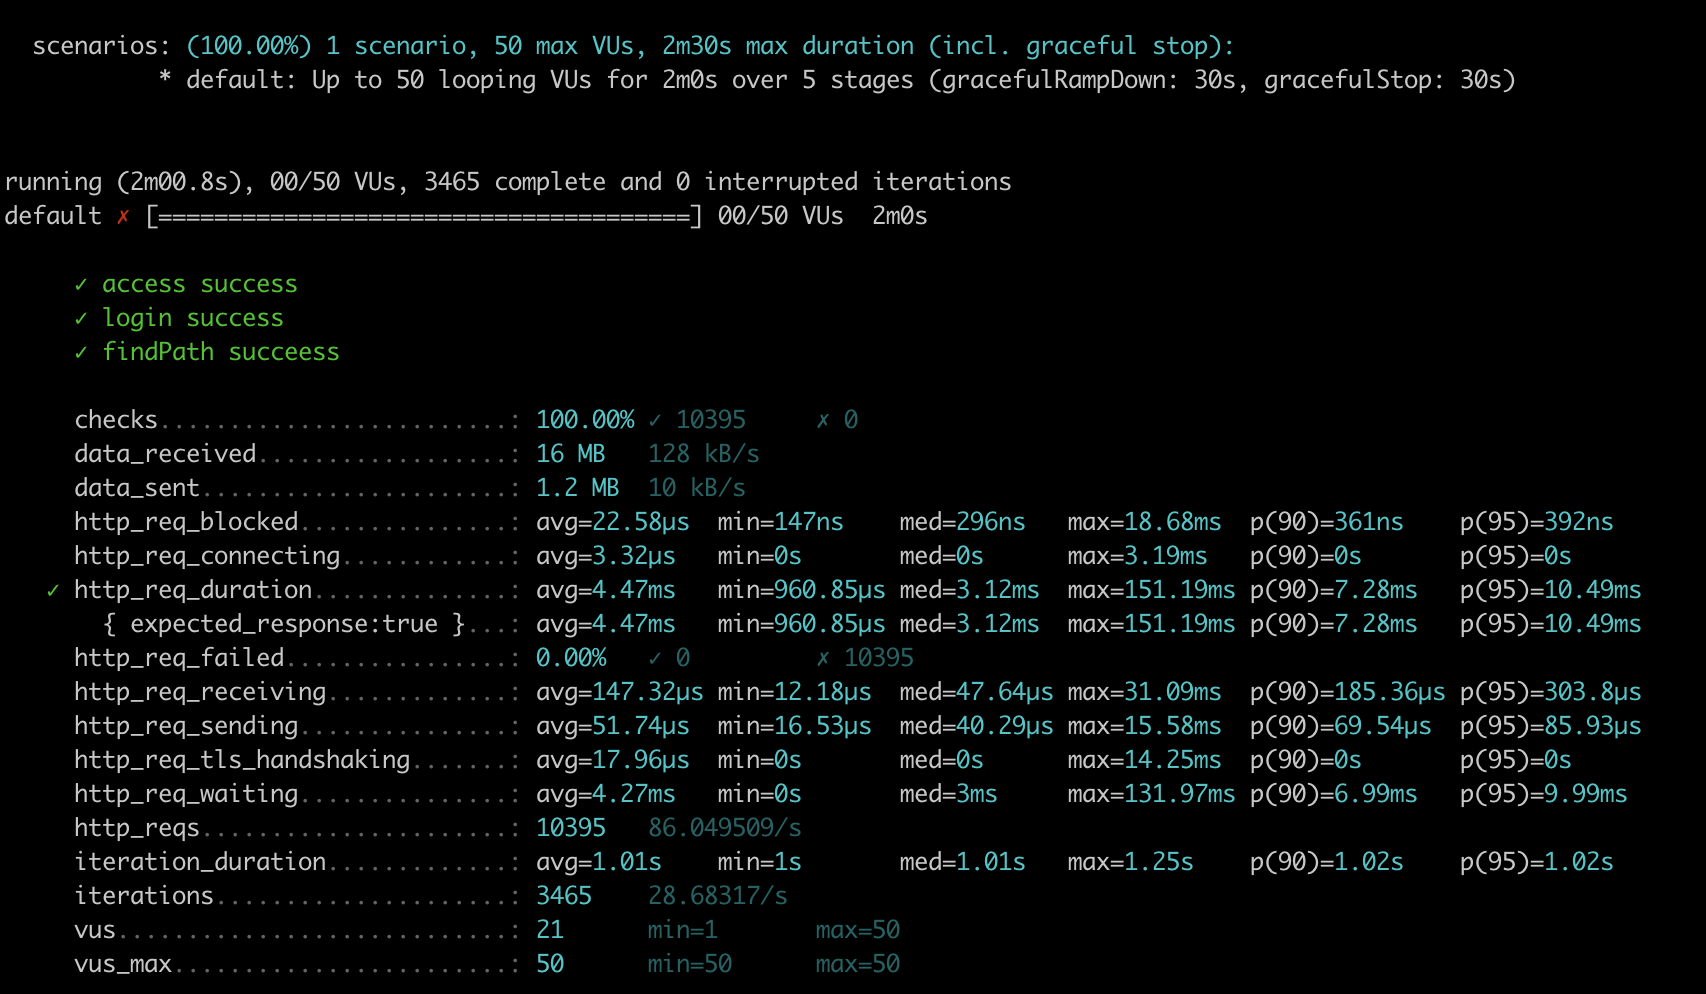 scenarios: (100.00%) 1 scenario, 50 max VUs, 2m30s max duration (incl. graceful stop):
* default: Up to 50 looping VUs for 2m0s over 5 stages (gracefulRampDown: 30s, gracefulStop: 30s)
running (2m00.8s), 00/50 VUs, 3465 complete and 0 interrupted iterations
default ✗ [======================================] 00/50 VUs  2m0s
✓ access success
✓ login success
✓ findPath succeess
checks.........................: 100.00% ✓ 10395     ✗ 0
data_received..................: 16 MB   128 kB/s
data_sent......................: 1.2 MB  10 kB/s
http_req_blocked...............: avg=22.58µs  min=147ns    med=296ns   max=18.68ms  p(90)=361ns    p(95)=392ns
http_req_connecting............: avg=3.32µs   min=0s       med=0s      max=3.19ms   p(90)=0s       p(95)=0s
✓ http_req_duration..............: avg=4.47ms   min=960.85µs med=3.12ms  max=151.19ms p(90)=7.28ms   p(95)=10.49ms
{ expected_response:true }...: avg=4.47ms   min=960.85µs med=3.12ms  max=151.19ms p(90)=7.28ms   p(95)=10.49ms
http_req_failed................: 0.00%   ✓ 0         ✗ 10395
http_req_receiving.............: avg=147.32µs min=12.18µs  med=47.64µs max=31.09ms  p(90)=185.36µs p(95)=303.8µs
http_req_sending...............: avg=51.74µs  min=16.53µs  med=40.29µs max=15.58ms  p(90)=69.54µs  p(95)=85.93µs
http_req_tls_handshaking.......: avg=17.96µs  min=0s       med=0s      max=14.25ms  p(90)=0s       p(95)=0s
http_req_waiting...............: avg=4.27ms   min=0s       med=3ms     max=131.97ms p(90)=6.99ms   p(95)=9.99ms
http_reqs......................: 10395   86.049509/s
iteration_duration.............: avg=1.01s    min=1s       med=1.01s   max=1.25s    p(90)=1.02s    p(95)=1.02s
iterations.....................: 3465    28.68317/s
vus............................: 21      min=1       max=50
vus_max........................: 50      min=50      max=50